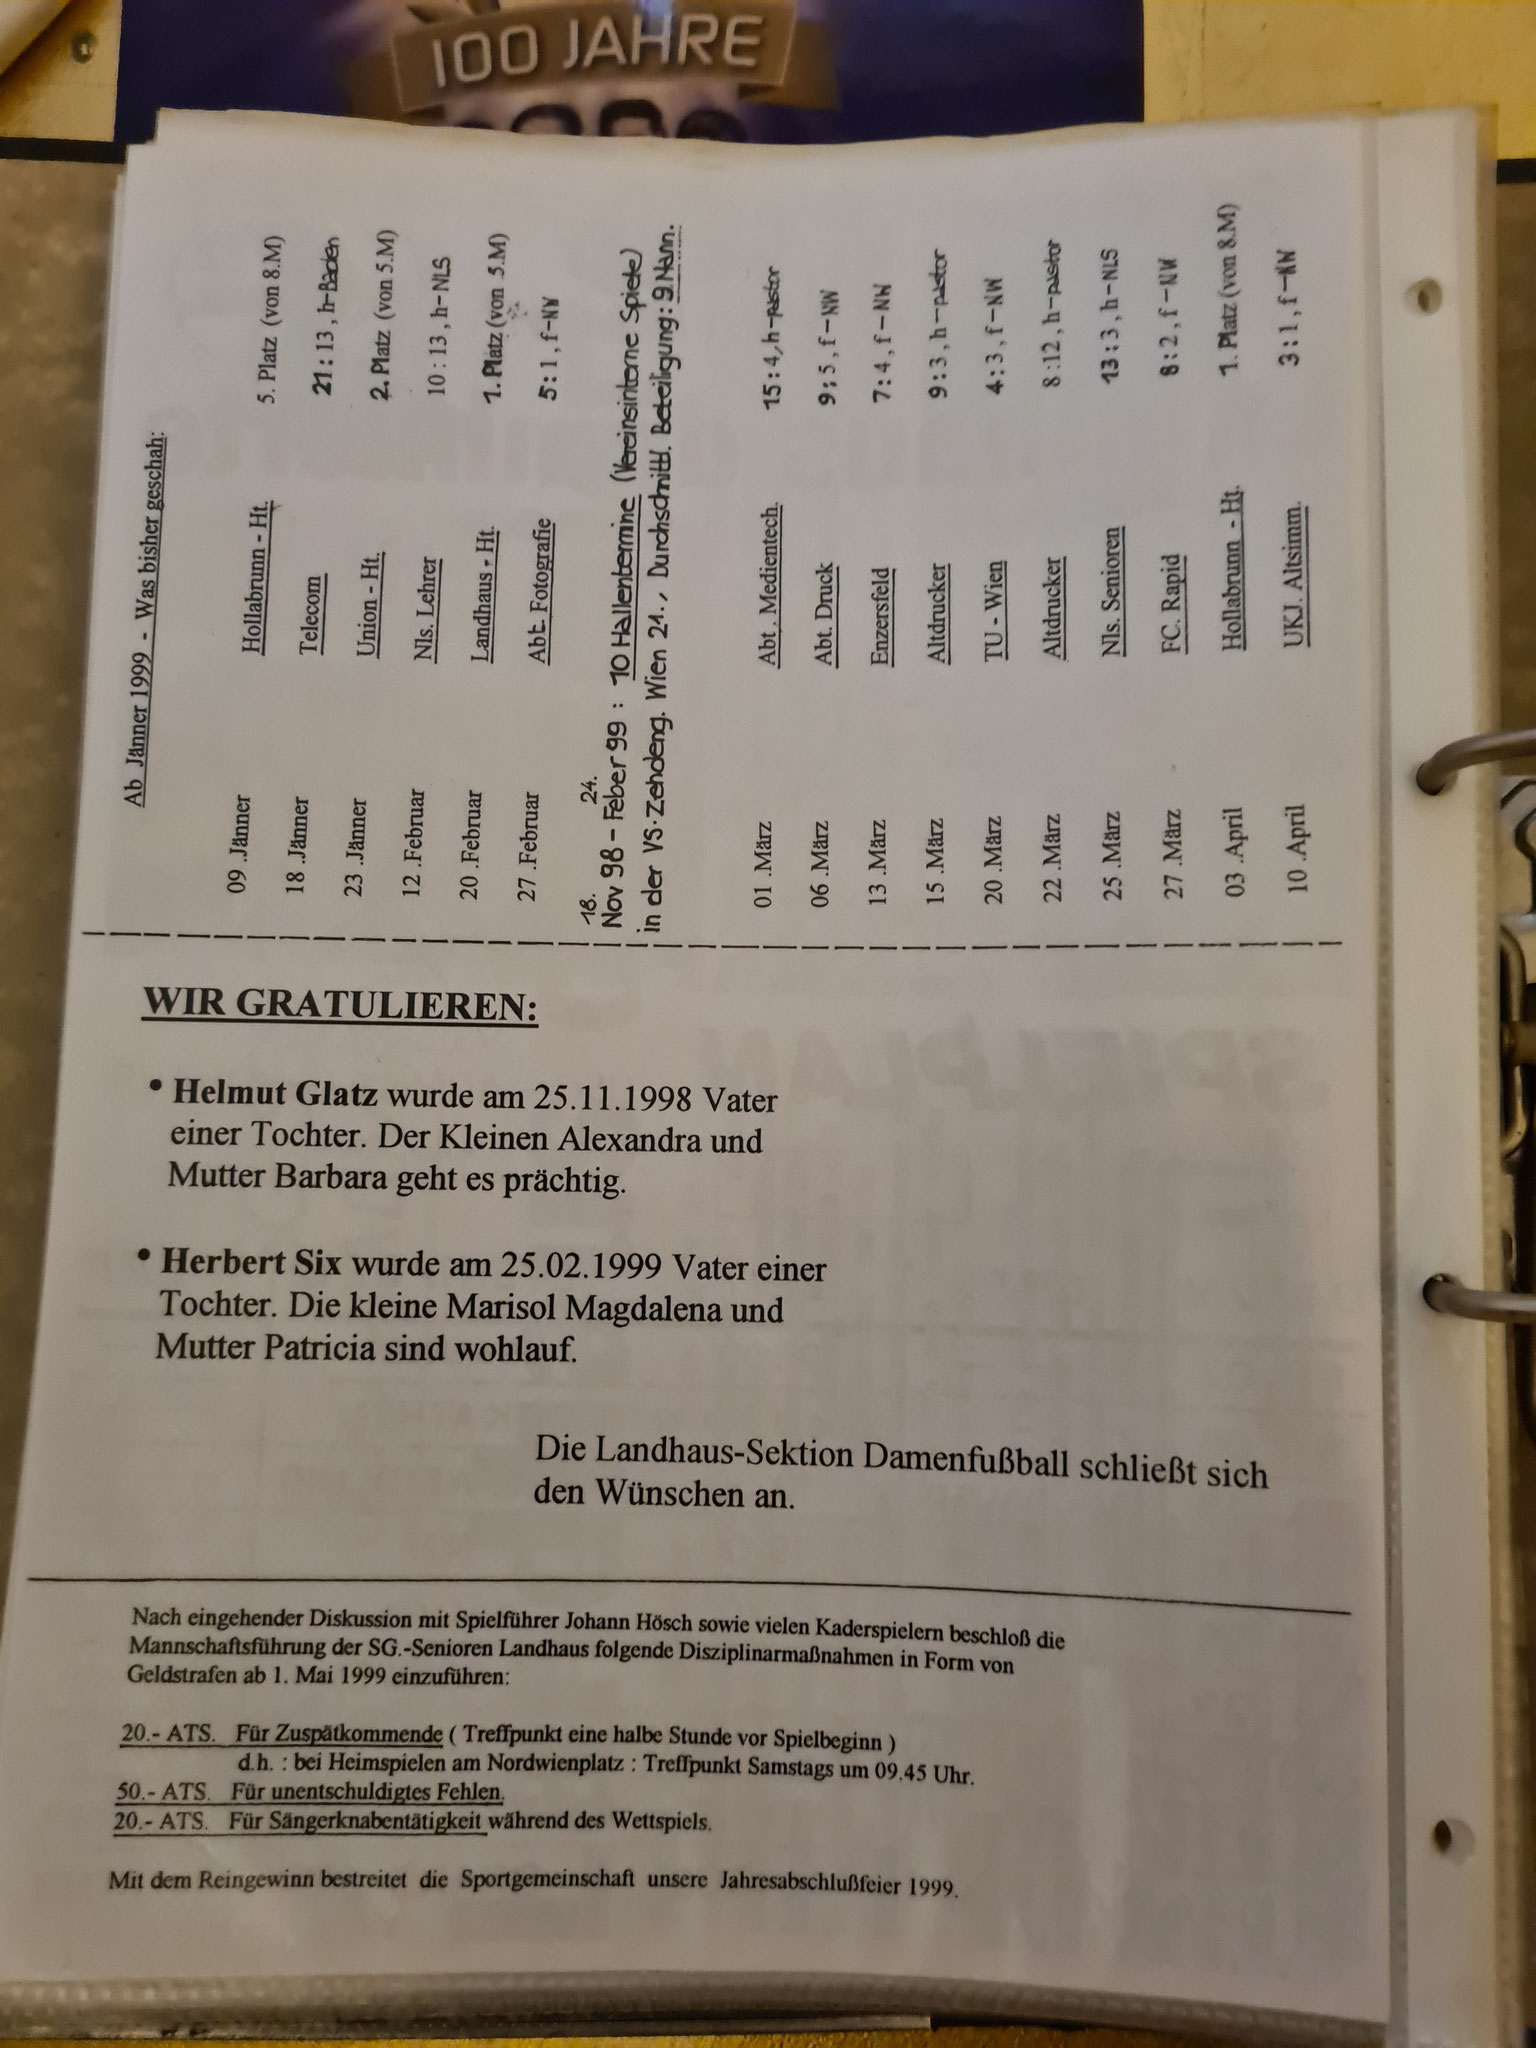 100 JAHRE
Ab Jänner 1999 - Was bisher geschah:
09 .Jänner Hollabrunn - Ht. 5. Platz (von 8.M)
18 .Jänner Telecom 21 : 13 , h-Baden
23 .Jänner Union - Ht. 2. Platz (von 5.M)
12 .Februar Nls. Lehrer 10 : 13, h-NLS
20 .Februar Landhaus - Ht. 1. Platz (von 5.M)
27 .Februar Abt. Fotografie 5 : 1 , f-NW
18. 24.
Nov 98 - Feber 99 : 10 Hallentermine (Vereinsinterne Spiele)
in der VS-Zehdeng. Wien 21., Durchschnittl. Beteiligung: 9 Mann.
01 .März Abt . Medientech. 15 : 4, h-pastor
06 .März Abt. Druck 9 : 5 , f-NW
13 .März Enzersfeld 7 : 4 , f-NW
15 .März Altdrucker 9 : 3 , h-pastor
20 .März TU - Wien 4 : 3 , f-NW
22 .März Altdrucker 8 :12 , h-pastor
25 .März Nls. Senioren 13 : 3 , h-NLS
27 .März FC. Rapid 8 : 2 , f-NW
03 .April Hollabrunn - Ht. 1. Platz (von 8.M)
10 .April UKJ. Altsimm. 3 : 1 , f-NW
WIR GRATULIEREN:
• Helmut Glatz wurde am 25.11.1998 Vater
einer Tochter. Der Kleinen Alexandra und
Mutter Barbara geht es prächtig.
• Herbert Six wurde am 25.02.1999 Vater einer
Tochter. Die kleine Marisol Magdalena und
Mutter Patricia sind wohlauf.
Die Landhaus-Sektion Damenfußball schließt sich
den Wünschen an.
Nach eingehender Diskussion mit Spielführer Johann Hösch sowie vielen Kaderspielern beschloß die
Mannschaftsführung der SG.-Senioren Landhaus folgende Disziplinarmaßnahmen in Form von
Geldstrafen ab 1. Mai 1999 einzuführen:
20.- ATS. Für Zuspätkommende ( Treffpunkt eine halbe Stunde vor Spielbeginn )
d.h. : bei Heimspielen am Nordwienplatz : Treffpunkt Samstags um 09.45 Uhr.
50.- ATS. Für unentschuldigtes Fehlen.
20.- ATS. Für Sängerknabentätigkeit während des Wettspiels.
Mit dem Reingewinn bestreitet die Sportgemeinschaft unsere Jahresabschlußfeier 1999.